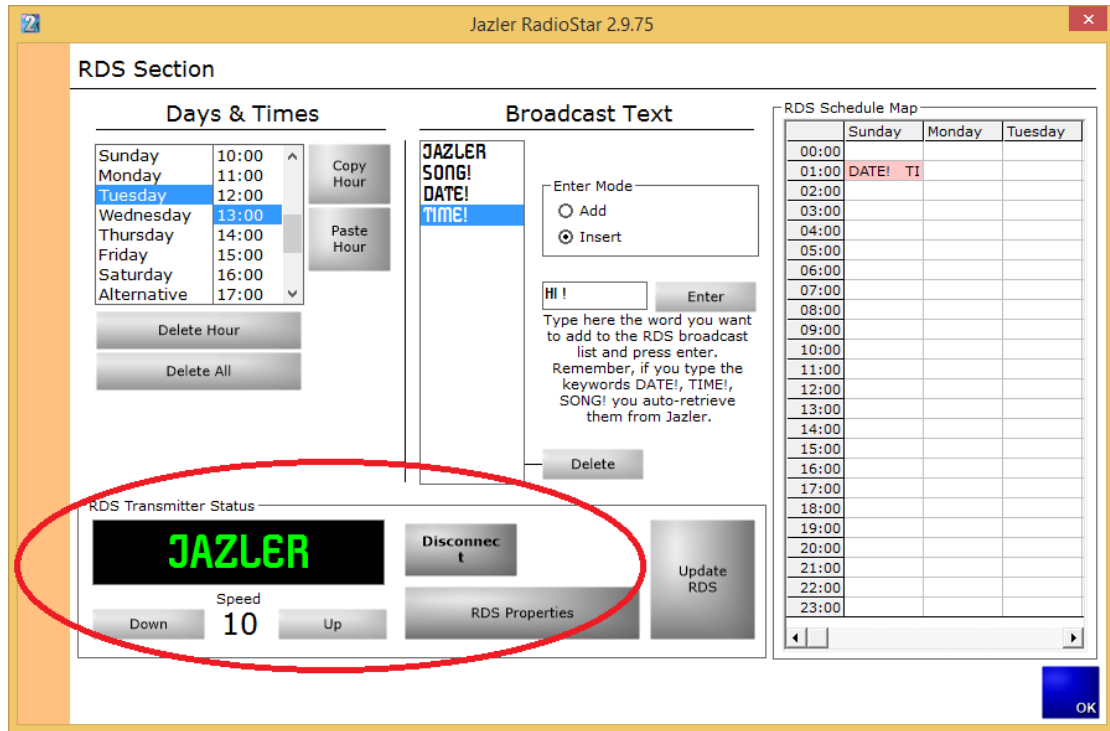 Jazler RadioStar 2.9.75
RDS Section
Days & Times
Sunday 10:00
Monday 11:00
Tuesday 12:00
Wednesday 13:00
Thursday 14:00
Friday 15:00
Saturday 16:00
Alternative 17:00
Copy
Hour
Paste
Hour
Delete Hour
Delete All
Broadcast Text
JAZLER
SONG!
DATE!
TIME!
Enter Mode
Add
Insert
HI !
Enter
Type here the word you want
to add to the RDS broadcast
list and press enter.
Remember, if you type the
keywords DATE!, TIME!,
SONG! you auto-retrieve
them from Jazler.
Delete
RDS Schedule Map
Sunday Monday Tuesday
00:00
01:00 DATE! TI
02:00
03:00
04:00
05:00
06:00
07:00
08:00
09:00
10:00
11:00
12:00
13:00
14:00
15:00
16:00
17:00
18:00
19:00
20:00
21:00
22:00
23:00
RDS Transmitter Status
JAZLER
Disconnec
t
Speed
Down 10 Up
RDS Properties
Update
RDS
OK